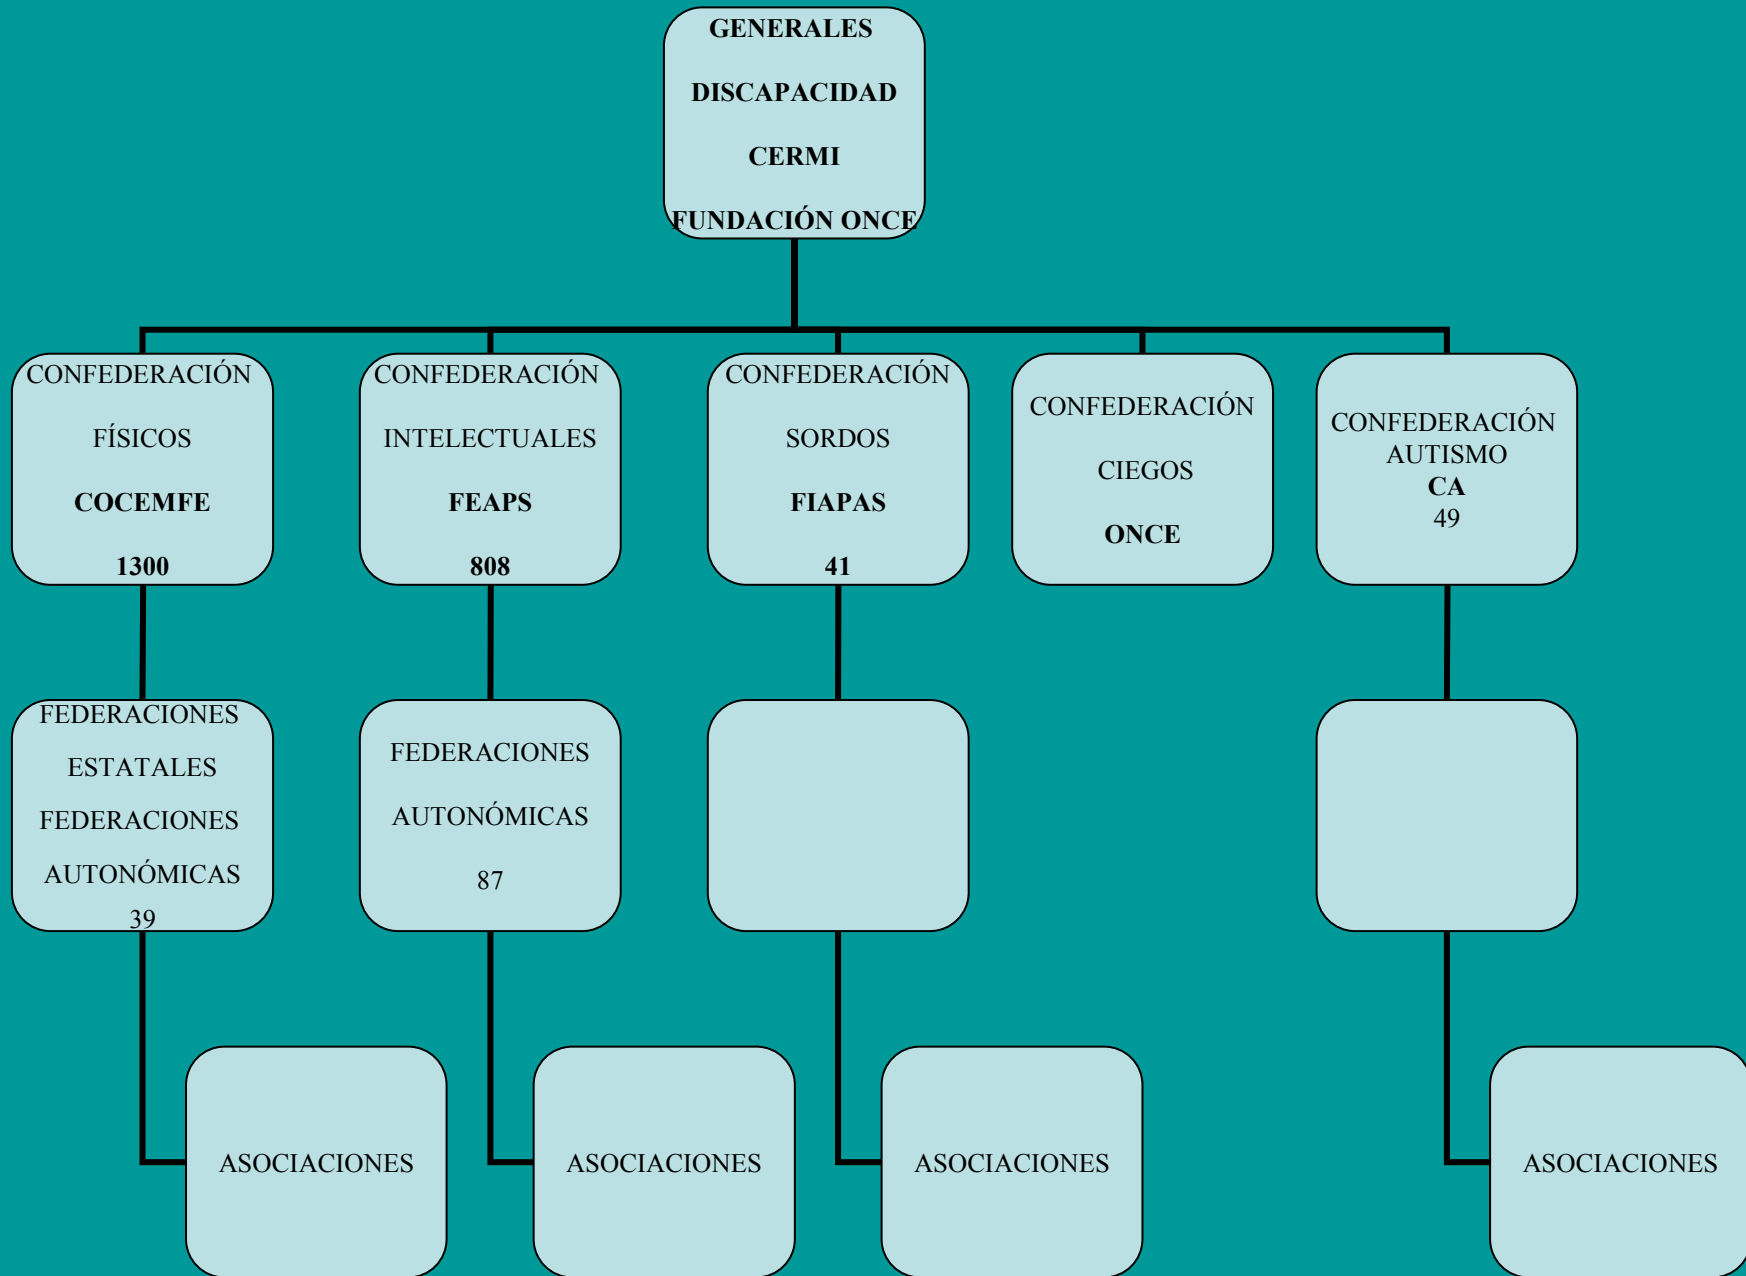 GENERALES
DISCAPACIDAD
CERMI
FUNDACIÓN ONCE
CONFEDERACIÓN
FÍSICOS
COCEMFE
1300
CONFEDERACIÓN
INTELECTUALES
FEAPS
808
CONFEDERACIÓN
SORDOS
FIAPAS
41
CONFEDERACIÓN
CIEGOS
ONCE
CONFEDERACIÓN
AUTISMO
CA
49
FEDERACIONES
ESTATALES
FEDERACIONES
AUTONÓMICAS
39
FEDERACIONES
AUTONÓMICAS
87
ASOCIACIONES
ASOCIACIONES
ASOCIACIONES
ASOCIACIONES